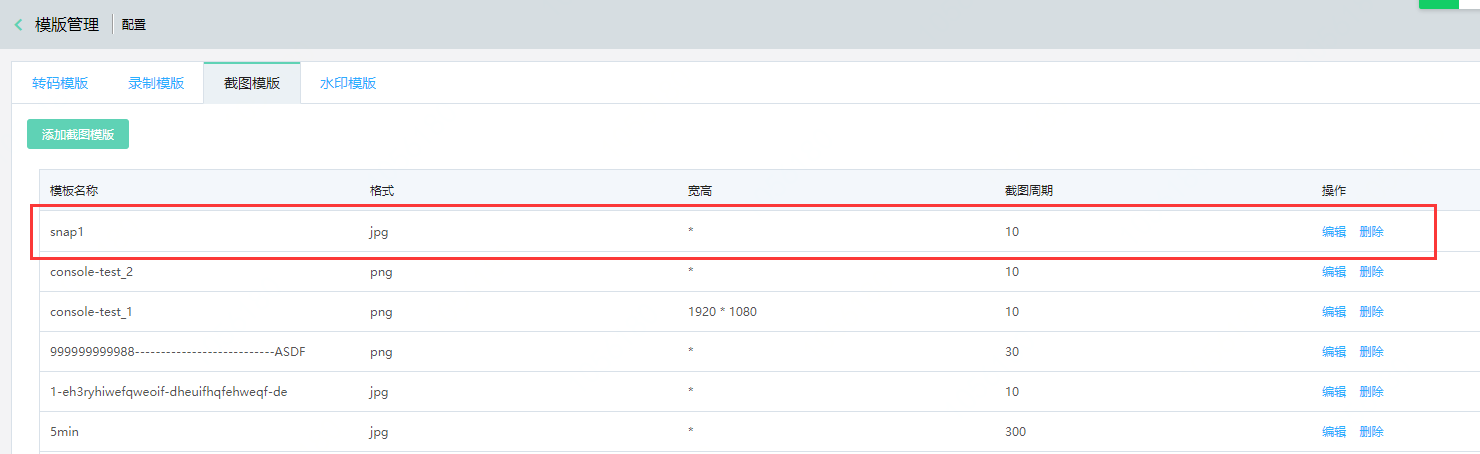 模版管理 配置
转码模版 录制模版 截图模版 水印模版
添加截图模版
模板名称 格式 宽高 截图周期 操作
snap1 jpg * 10 编辑 删除
console-test_2 png * 10 编辑 删除
console-test_1 png 1920 * 1080 10 编辑 删除
999999999988---------------------------ASDF png * 30 编辑 删除
1-eh3ryhiwefqweoif-dheuifhqfehweqf-de jpg * 10 编辑 删除
5min jpg * 300 编辑 删除